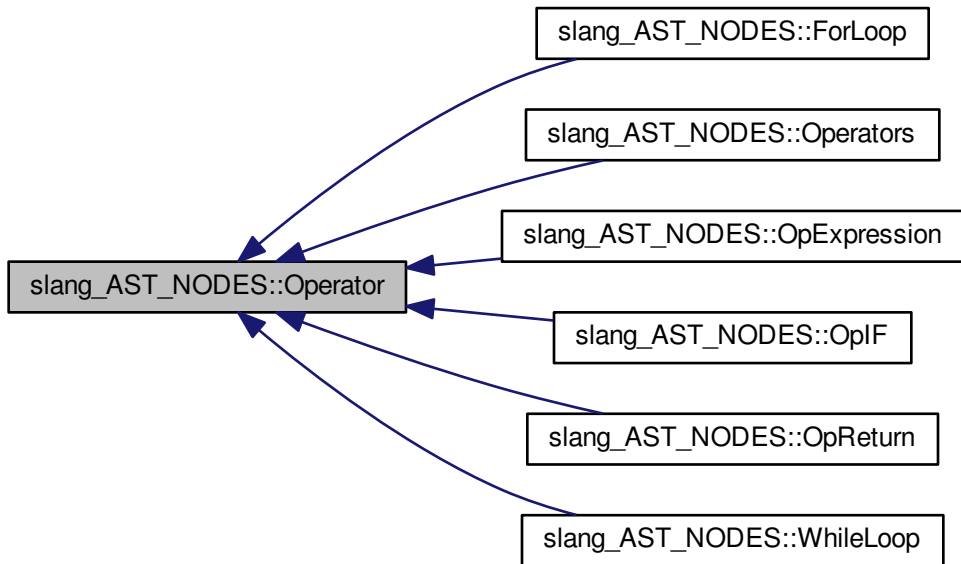 slang_AST_NODES::ForLoop
slang_AST_NODES::Operators
slang_AST_NODES::OpExpression
slang_AST_NODES::Operator
slang_AST_NODES::OpIF
slang_AST_NODES::OpReturn
slang_AST_NODES::WhileLoop